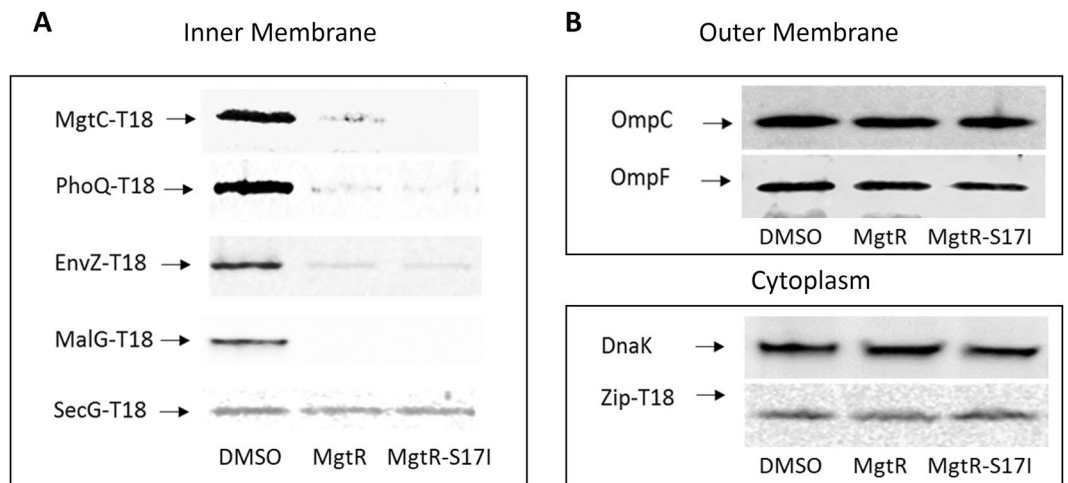 A
Inner Membrane
MgtC-T18
PhoQ-T18
EnvZ-T18
MalG-T18
SecG-T18
DMSO MgtR MgtR-S17I
B
Outer Membrane
OmpC
OmpF
DMSO MgtR MgtR-S17I
Cytoplasm
DnaK
Zip-T18
DMSO MgtR MgtR-S17I